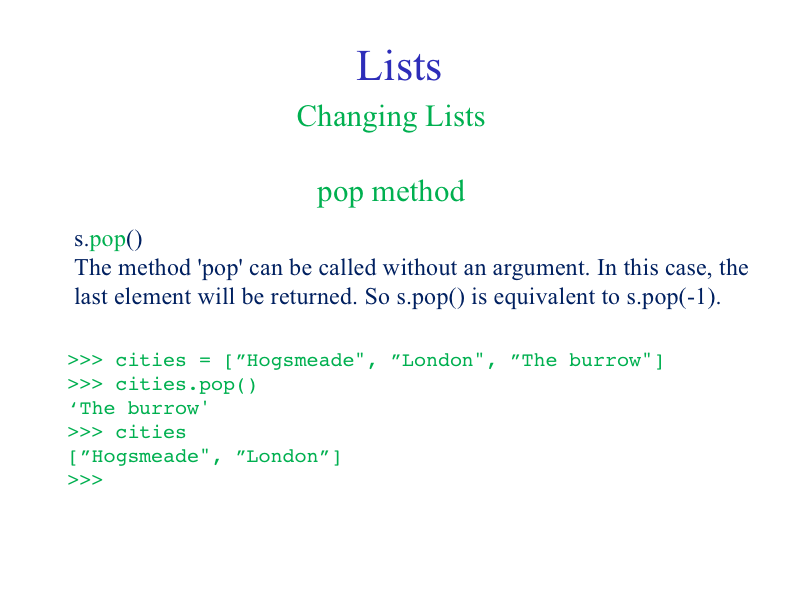 Lists
Changing Lists
pop method
s.pop()
The method 'pop' can be called without an argument. In this case, the
last element will be returned. So s.pop() is equivalent to s.pop(-1).
>>> cities = [”Hogsmeade", ”London", ”The burrow"]
>>> cities.pop()
‘The burrow'
>>> cities
[”Hogsmeade", ”London”]
>>>